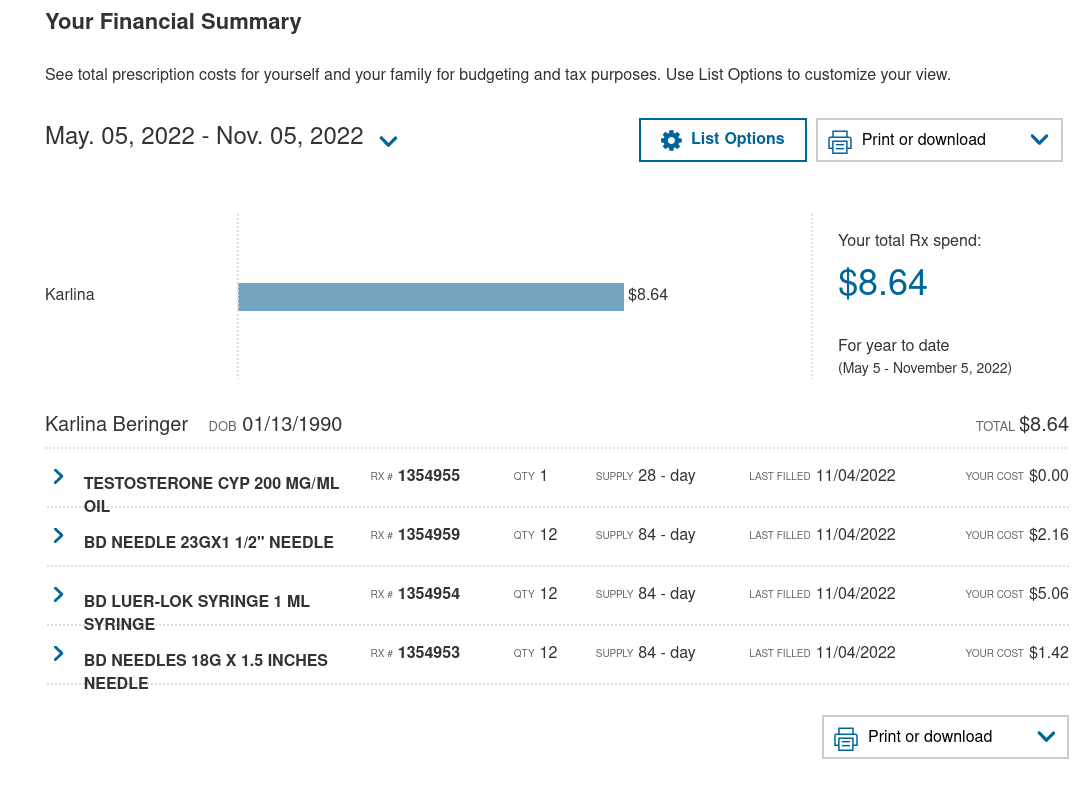 Your Financial Summary
See total prescription costs for yourself and your family for budgeting and tax purposes. Use List Options to customize your view.
May. 05, 2022 - Nov. 05, 2022
List Options
Print or download
Karlina
$8.64
Your total Rx spend:
$8.64
For year to date
(May 5 - November 5, 2022)
Karlina Beringer DOB 01/13/1990 TOTAL $8.64
TESTOSTERONE CYP 200 MG/ML
OIL
RX # 1354955 QTY 1 SUPPLY 28 - day LAST FILLED 11/04/2022 YOUR COST $0.00
BD NEEDLE 23GX1 1/2" NEEDLE
RX # 1354959 QTY 12 SUPPLY 84 - day LAST FILLED 11/04/2022 YOUR COST $2.16
BD LUER-LOK SYRINGE 1 ML
SYRINGE
RX # 1354954 QTY 12 SUPPLY 84 - day LAST FILLED 11/04/2022 YOUR COST $5.06
BD NEEDLES 18G X 1.5 INCHES
NEEDLE
RX # 1354953 QTY 12 SUPPLY 84 - day LAST FILLED 11/04/2022 YOUR COST $1.42
Print or download